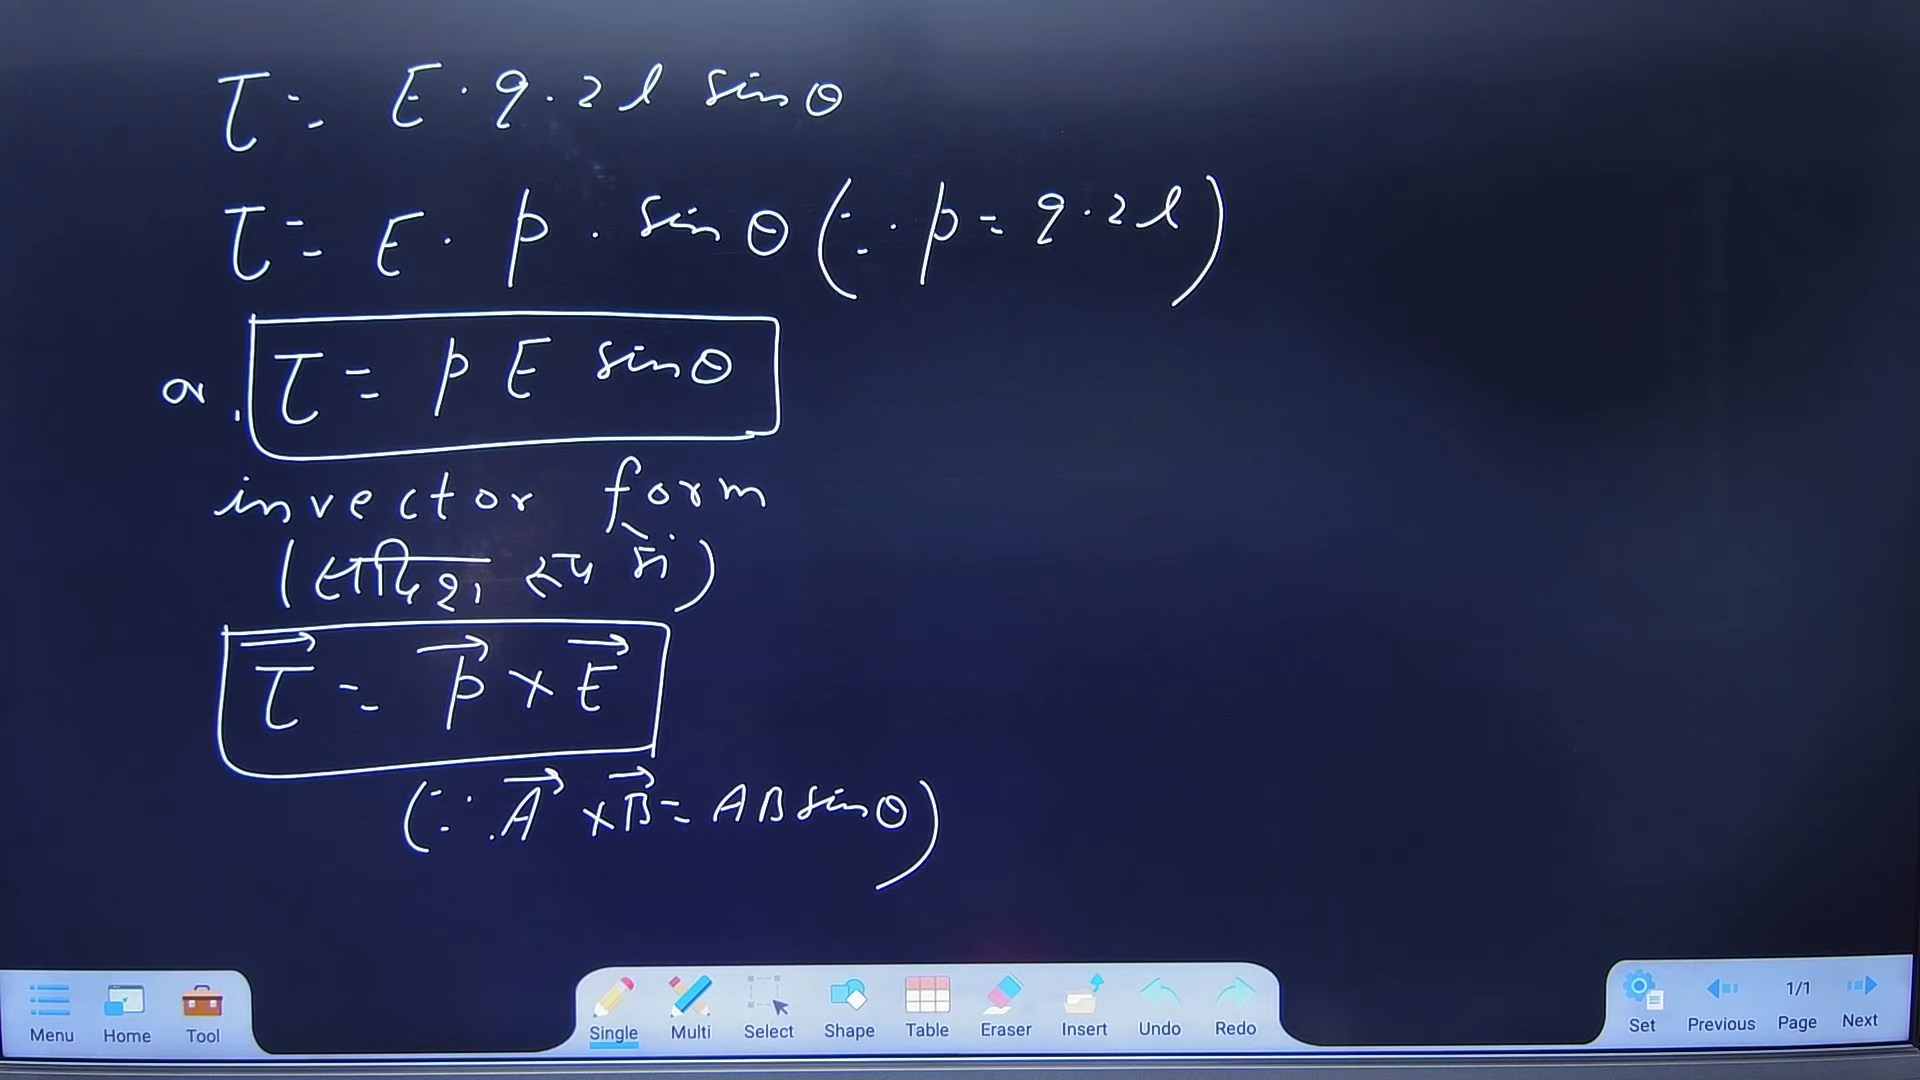 τ = E · q · 2l sinθ
τ = E · p · sinθ (∵ p = q · 2l)
or, τ = p E sinθ
in vector form
(सदिश रूप में)
τ⃗ = p⃗ × E⃗
(∵ A⃗ × B⃗ = AB sinθ)
Menu Home Tool Single Multi Select Shape Table Eraser Insert Undo Redo Set Previous 1/1 Page Next